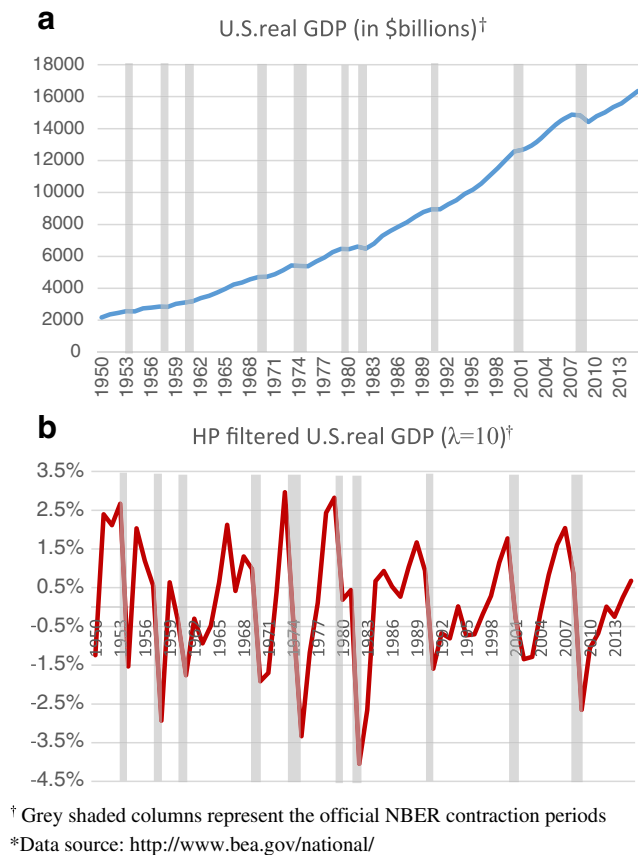 a
U.S.real GDP (in $billions)†
18000
16000
14000
12000
10000
8000
6000
4000
2000
0
1950 1953 1956 1959 1962 1965 1968 1971 1974 1977 1980 1983 1986 1989 1992 1995 1998 2001 2004 2007 2010 2013
b
HP filtered U.S.real GDP (λ=10)†
3.5%
2.5%
1.5%
0.5%
-0.5%
-1.5%
-2.5%
-3.5%
-4.5%
1950 1953 1956 1959 1962 1965 1968 1971 1974 1977 1980 1983 1986 1989 1992 1995 1998 2001 2004 2007 2010 2013
† Grey shaded columns represent the official NBER contraction periods
*Data source: http://www.bea.gov/national/